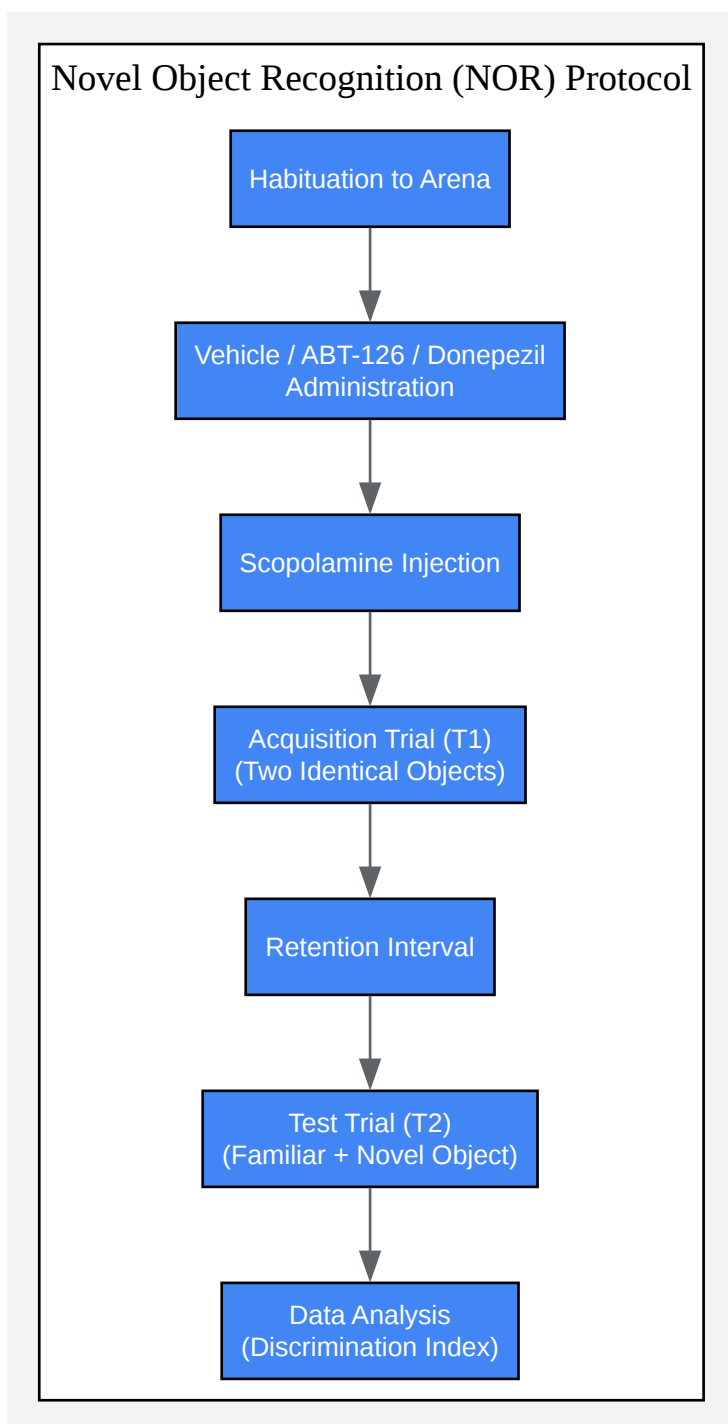 Novel Object Recognition (NOR) Protocol
Habituation to Arena
Vehicle / ABT-126 / Donepezil
Administration
Scopolamine Injection
Acquisition Trial (T1)
(Two Identical Objects)
Retention Interval
Test Trial (T2)
(Familiar + Novel Object)
Data Analysis
(Discrimination Index)